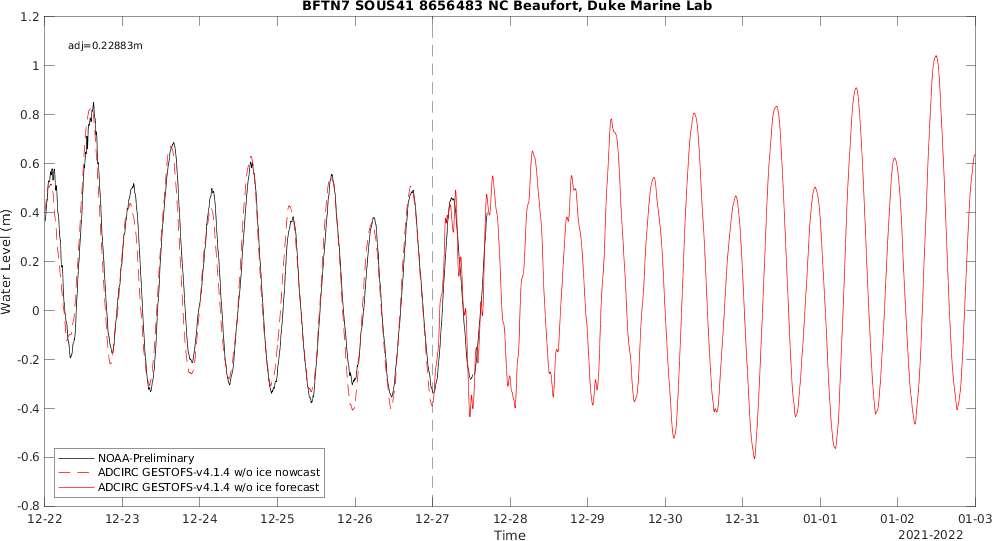 BFTN7 SOUS41 8656483 NC Beaufort, Duke Marine Lab
adj=0.22883m
Water Level (m)
1.2
1
0.8
0.6
0.4
0.2
0
-0.2
-0.4
-0.6
-0.8
NOAA-Preliminary
ADCIRC GESTOFS-v4.1.4 w/o ice nowcast
ADCIRC GESTOFS-v4.1.4 w/o ice forecast
12-22 12-23 12-24 12-25 12-26 12-27 12-28 12-29 12-30 12-31 01-01 01-02 01-03
Time
2021-2022